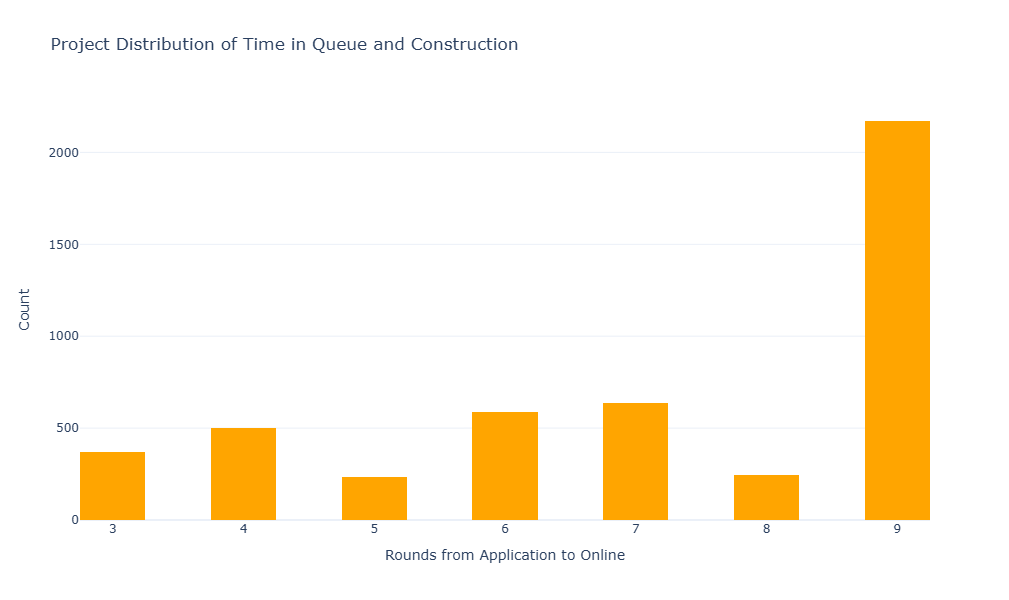 Project Distribution of Time in Queue and Construction
2000
1500
1000
500
0
Count
3 4 5 6 7 8 9
Rounds from Application to Online